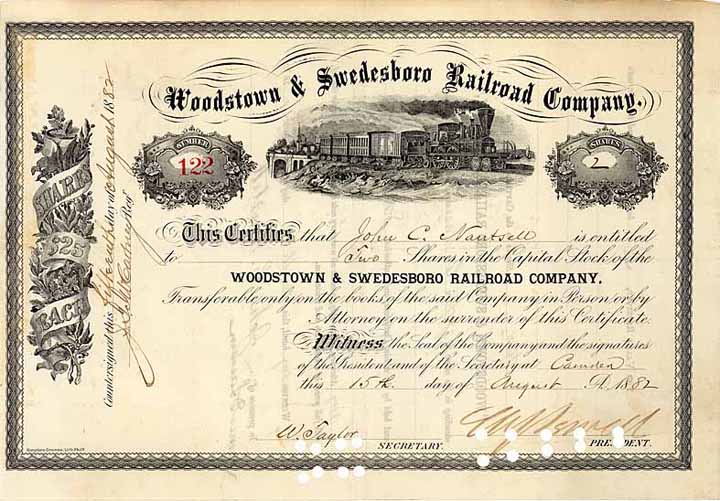 Woodstown & Swedesboro Railroad Company.
NUMBER
122
SHARES
2
SHARES
$25
EACH
Countersigned this Fifteenth day of August 1882
This Certifies that John C. is entitled
to Two Shares in the Capital Stock of the
WOODSTOWN & SWEDESBORO RAILROAD COMPANY.
Transferable only on the books of the said Company in Person or by
Attorney on the surrender of this Certificate.
Witness the Seal of the Company and the signatures
of the President and of the Secretary at Camden
this 15th day of August A. 1882
W. Taylor
SECRETARY.
PRESIDENT.